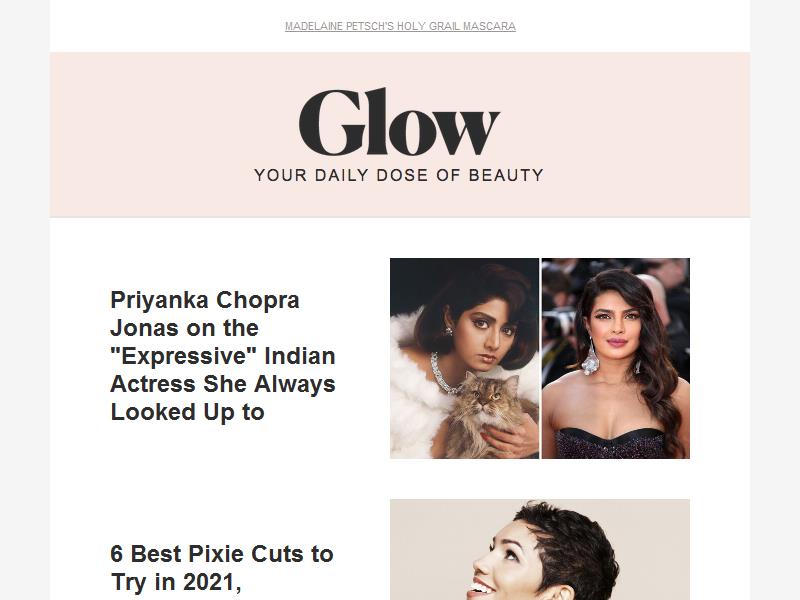 MADELAINE PETSCH'S HOLY GRAIL MASCARA
Glow
YOUR DAILY DOSE OF BEAUTY
Priyanka Chopra
Jonas on the
"Expressive" Indian
Actress She Always
Looked Up to
6 Best Pixie Cuts to
Try in 2021,